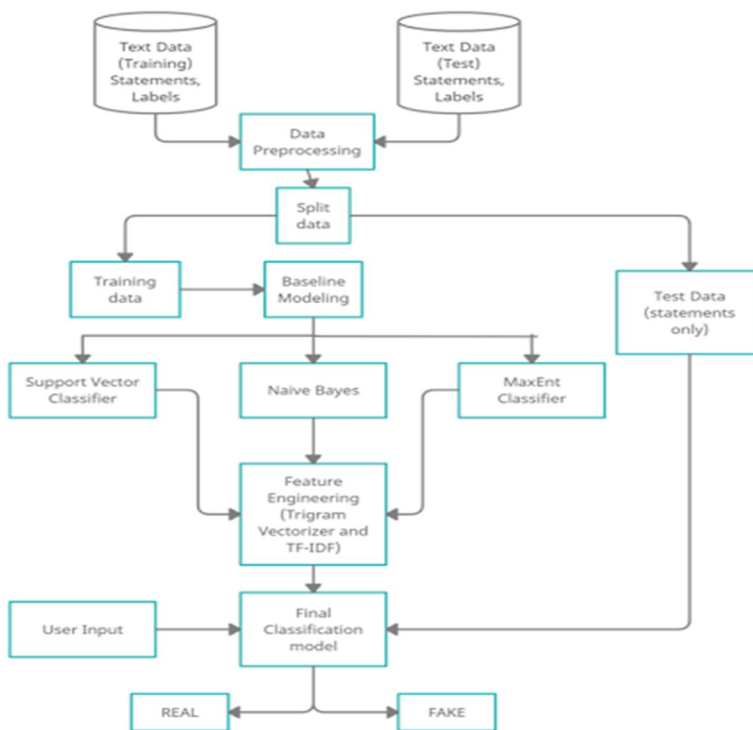 Text Data
(Training)
Statements,
Labels
Text Data
(Test)
Statements,
Labels
Data
Preprocessing
Split
data
Training
data
Baseline
Modeling
Test Data
(statements
only)
Support Vector
Classifier
Naive Bayes
MaxEnt
Classifier
Feature
Engineering
(Trigram
Vectorizer and
TF-IDF)
User Input
Final
Classification
model
REAL
FAKE